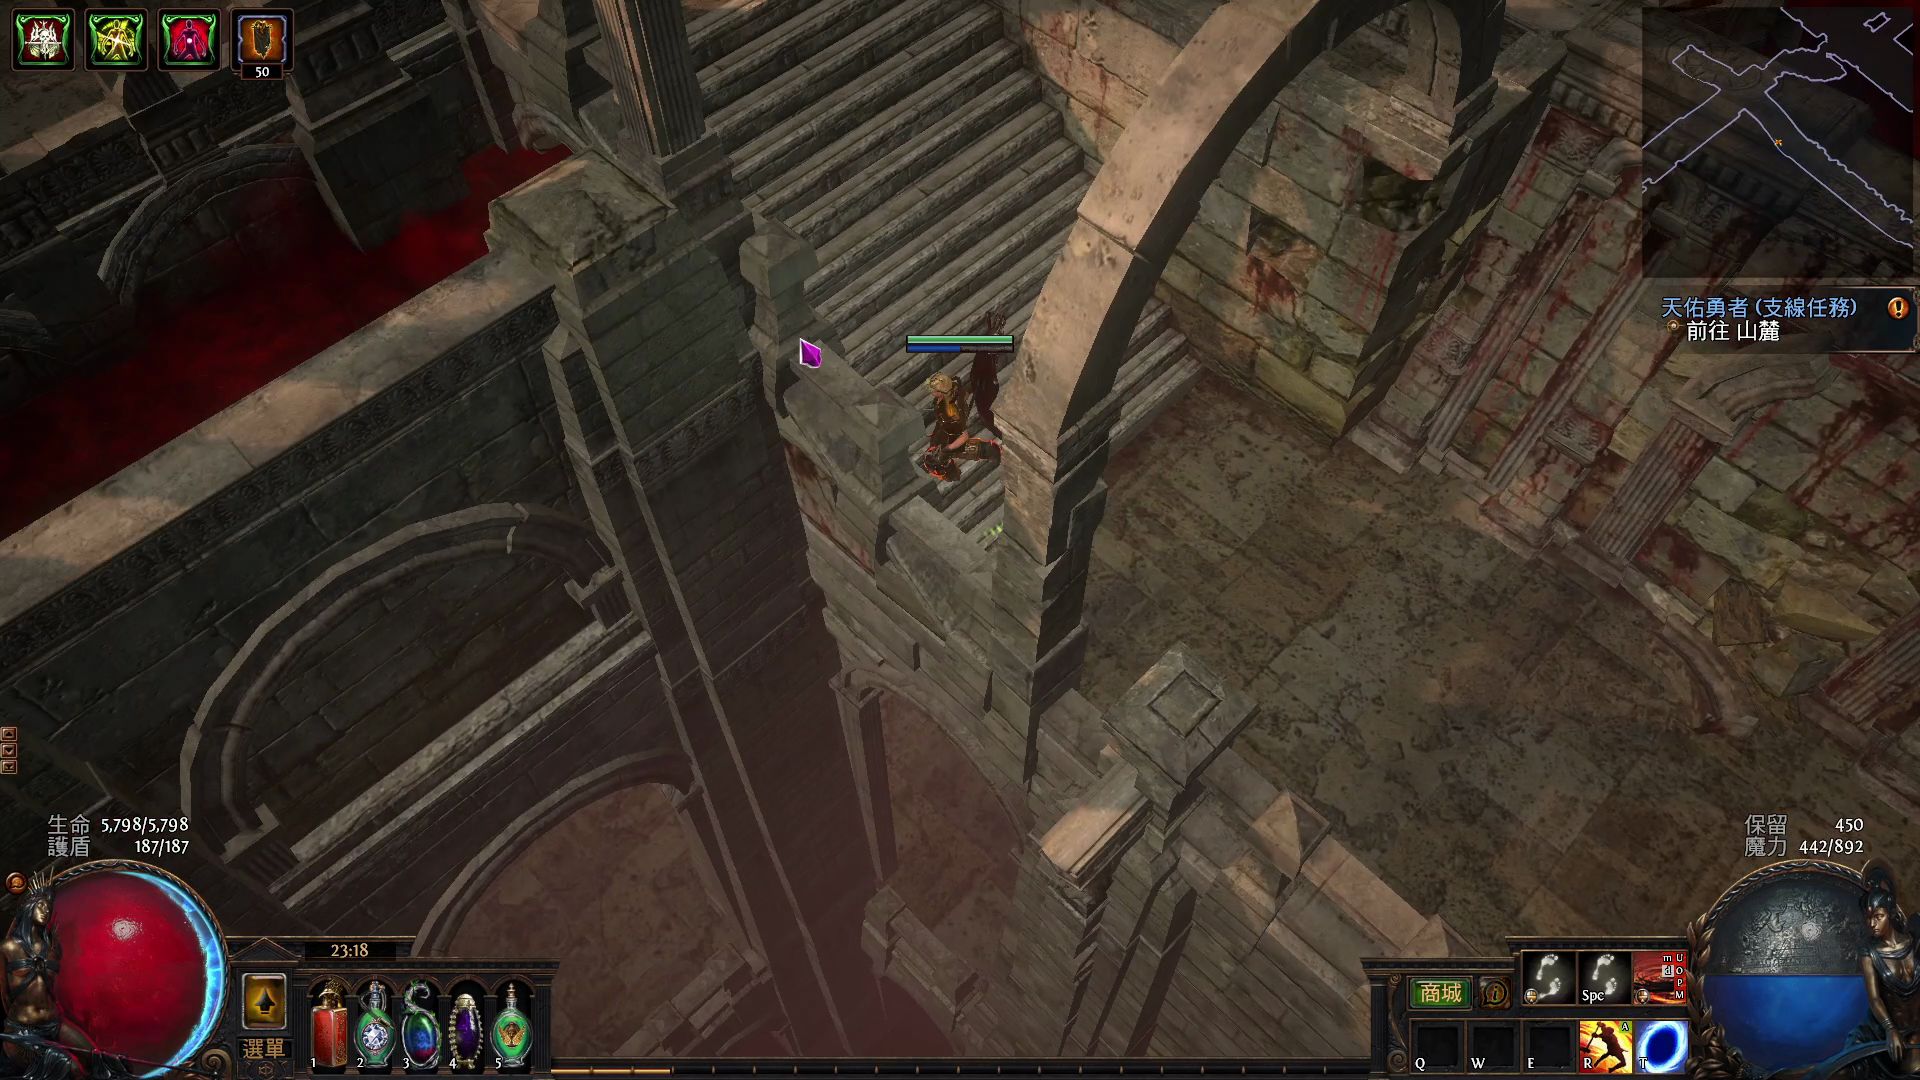 50
天佑勇者 (支線任務)
前往 山麓
生命 5,798/5,798
護盾 187/187
保留 450
魔力 442/892
23:18
選單
1 2 3 4 5
商城
Spc
m U
d O
P
M
Q W E R A T